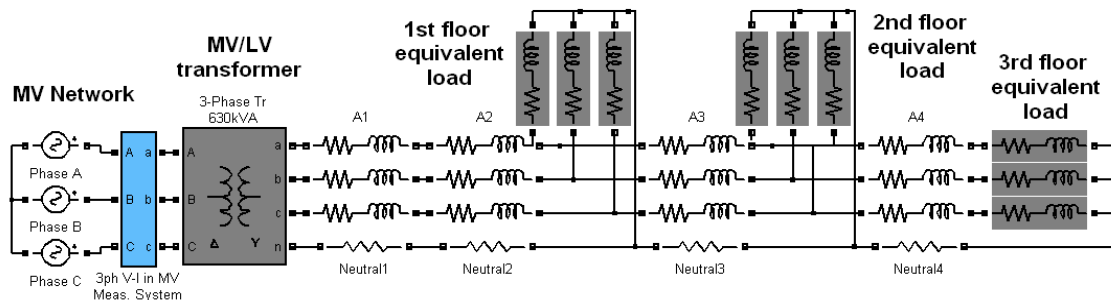 MV Network
Phase A
Phase B
Phase C
A a
B b
C c
3ph V-I in MV
Meas. System
MV/LV
transformer
3-Phase Tr
630kVA
A a
B b
C c
n
Δ Y
A1
A2
Neutral1
Neutral2
1st floor
equivalent
load
A3
Neutral3
2nd floor
equivalent
load
A4
Neutral4
3rd floor
equivalent
load